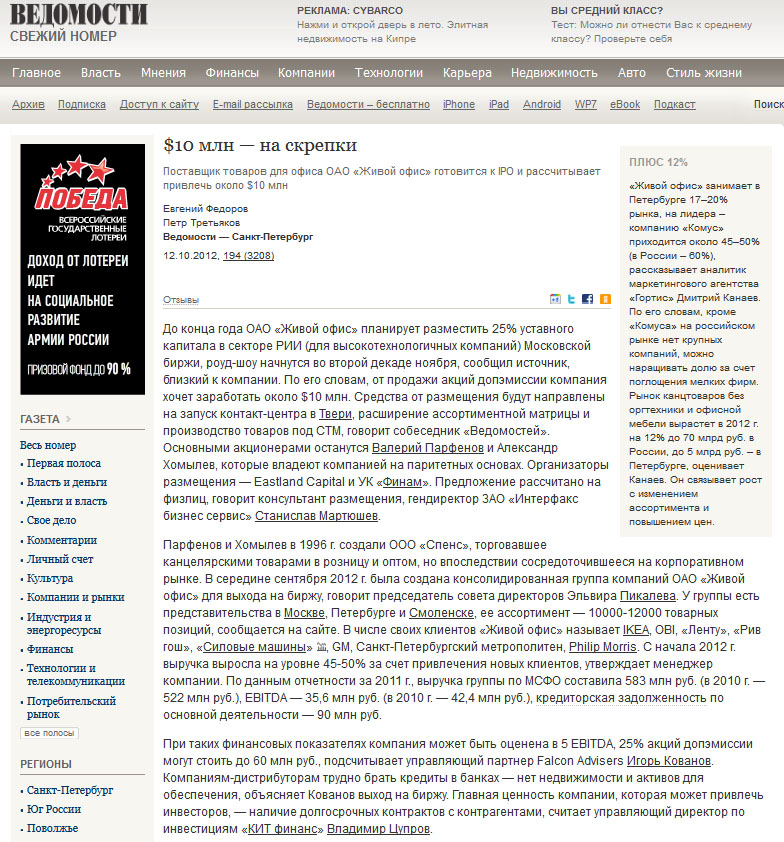 ВЕДОМОСТИ
СВЕЖИЙ НОМЕР
РЕКЛАМА: CYBARCO
Нажми и открой дверь в лето. Элитная
недвижимость на Кипре
ВЫ СРЕДНИЙ КЛАСС?
Тест: Можно ли отнести Вас к среднему
классу? Проверьте себя
Главное Власть Мнения Финансы Компании Технологии Карьера Недвижимость Авто Стиль жизни
Архив Подписка Доступ к сайту E-mail рассылка Ведомости – бесплатно iPhone iPad Android WP7 eBook Подкаст Поиск
ПОБЕДА
ВСЕРОССИЙСКИЕ
ГОСУДАРСТВЕННЫЕ
ЛОТЕРЕИ
ДОХОД ОТ ЛОТЕРЕИ
ИДЕТ
НА СОЦИАЛЬНОЕ
РАЗВИТИЕ
АРМИИ РОССИИ
ПРИЗОВОЙ ФОНД ДО 90 %
ГАЗЕТА
Весь номер
• Первая полоса
• Власть и деньги
• Деньги и власть
• Свое дело
• Комментарии
• Личный счет
• Культура
• Компании и рынки
• Индустрия и
энергоресурсы
• Финансы
• Технологии и
телекоммуникации
• Потребительский
рынок
все полосы
РЕГИОНЫ
• Санкт-Петербург
• Юг России
• Поволжье
$10 млн — на скрепки
Поставщик товаров для офиса ОАО «Живой офис» готовится к IPO и рассчитывает
привлечь около $10 млн
Евгений Федоров
Петр Третьяков
Ведомости — Санкт-Петербург
12.10.2012, 194 (3208)
Отзывы
До конца года ОАО «Живой офис» планирует разместить 25% уставного
капитала в секторе РИИ (для высокотехнологичных компаний) Московской
биржи, роуд-шоу начнутся во второй декаде ноября, сообщил источник,
близкий к компании. По его словам, от продажи акций допэмиссии компания
хочет заработать около $10 млн. Средства от размещения будут направлены
на запуск контакт-центра в Твери, расширение ассортиментной матрицы и
производство товаров под СТМ, говорит собеседник «Ведомостей».
Основными акционерами останутся Валерий Парфенов и Александр
Хомылев, которые владеют компанией на паритетных основах. Организаторы
размещения — Eastland Capital и УК «Финам». Предложение рассчитано на
физлиц, говорит консультант размещения, гендиректор ЗАО «Интерфакс
бизнес сервис» Станислав Мартюшев.
Парфенов и Хомылев в 1996 г. создали ООО «Спенс», торговавшее
канцелярскими товарами в розницу и оптом, но впоследствии сосредоточившееся на корпоративном
рынке. В середине сентября 2012 г. была создана консолидированная группа компаний ОАО «Живой
офис» для выхода на биржу, говорит председатель совета директоров Эльвира Пикалева. У группы есть
представительства в Москве, Петербурге и Смоленске, ее ассортимент — 10000-12000 товарных
позиций, сообщается на сайте. В числе своих клиентов «Живой офис» называет IKEA, OBI, «Ленту», «Рив
гош», «Силовые машины», GM, Санкт-Петербургский метрополитен, Philip Morris. С начала 2012 г.
выручка выросла на уровне 45-50% за счет привлечения новых клиентов, утверждает менеджер
компании. По данным отчетности за 2011 г., выручка группы по МСФО составила 583 млн руб. (в 2010 г. —
522 млн руб.), EBITDA — 35,6 млн руб. (в 2010 г. — 42,4 млн руб.), кредиторская задолженность по
основной деятельности — 90 млн руб.
При таких финансовых показателях компания может быть оценена в 5 EBITDA, 25% акций допэмиссии
могут стоить до 60 млн руб., подсчитывает управляющий партнер Falcon Advisers Игорь Кованов.
Компаниям-дистрибуторам трудно брать кредиты в банках — нет недвижимости и активов для
обеспечения, объясняет Кованов выход на биржу. Главная ценность компании, которая может привлечь
инвесторов, — наличие долгосрочных контрактов с контрагентами, считает управляющий директор по
инвестициям «КИТ финанс» Владимир Цупров.
ПЛЮС 12%
«Живой офис» занимает в
Петербурге 17–20%
рынка, на лидера –
компанию «Комус»
приходится около 45–50%
(в России – 60%),
рассказывает аналитик
маркетингового агентства
«Гортис» Дмитрий Канаев.
По его словам, кроме
«Комуса» на российском
рынке нет крупных
компаний, можно
наращивать долю за счет
поглощения мелких фирм.
Рынок канцтоваров без
оргтехники и офисной
мебели вырастет в 2012 г.
на 12% до 70 млрд руб. в
России, до 5 млрд руб. – в
Петербурге, оценивает
Канаев. Он связывает рост
с изменением
ассортимента и
повышением цен.